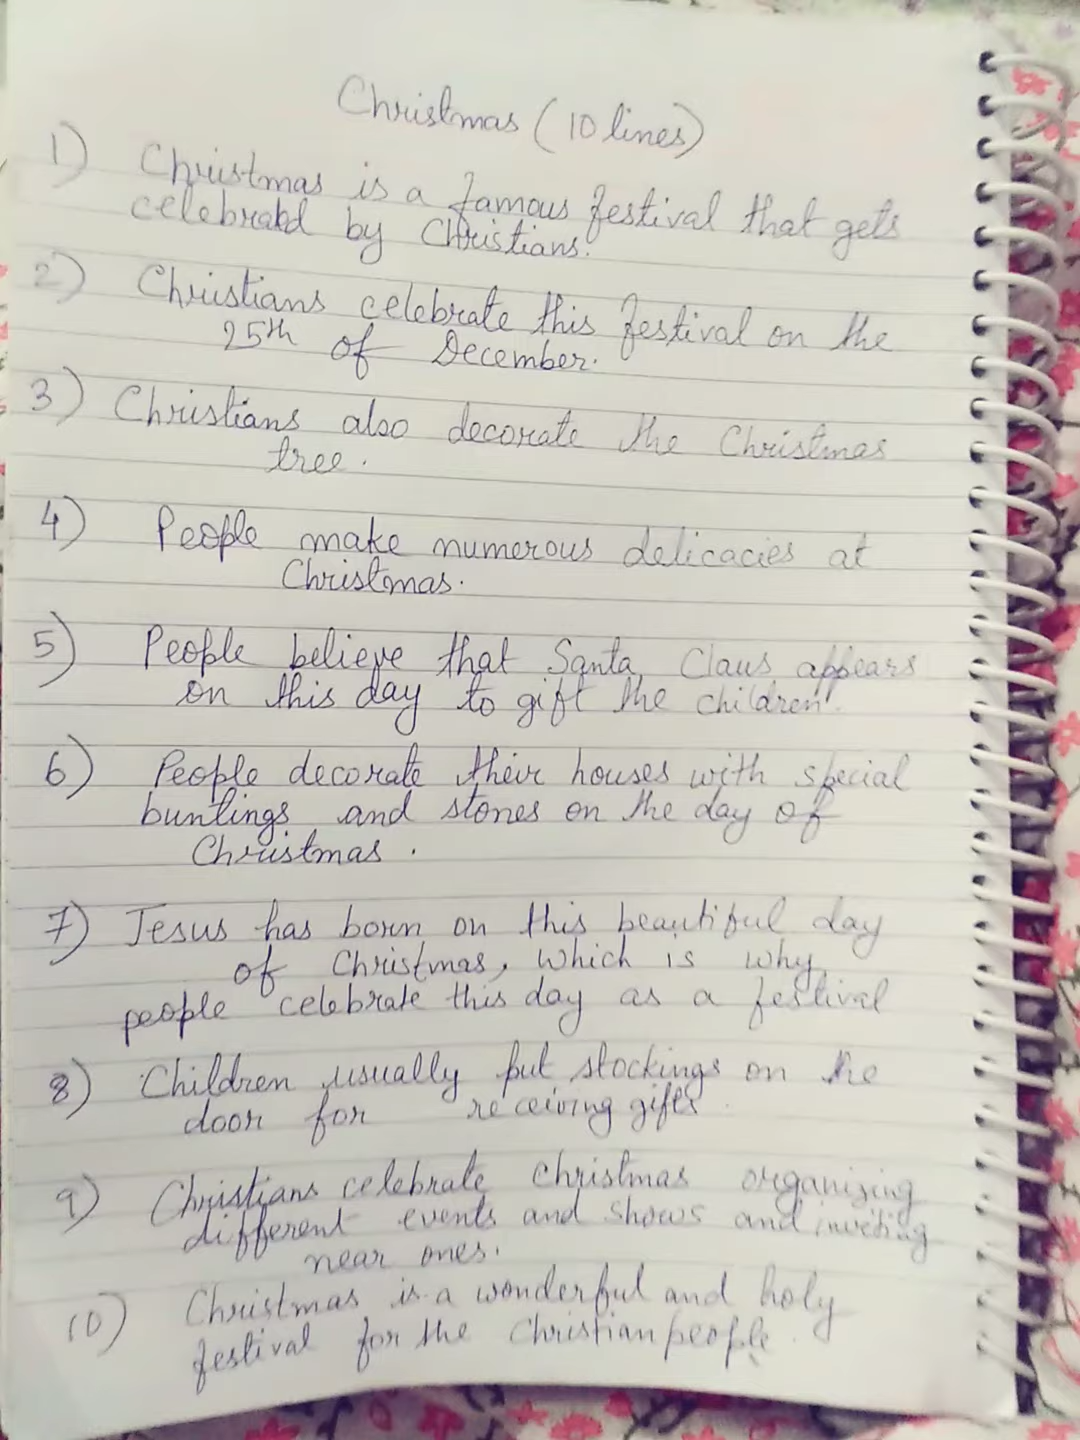 Christmas (10 lines)
1) Christmas is a famous festival that gets
celebrated by Christians.
2) Christians celebrate this festival on the
25th of December.
3) Christians also decorate the Christmas
tree.
4) People make numerous delicacies at
Christmas.
5) People believe that Santa Claus appears
on this day to gift the children.
6) People decorate their houses with special
buntings and stones on the day of
Christmas.
7) Jesus has born on this beautiful day
of Christmas, which is why
people celebrate this day as a festival
8) Children usually put stockings on the
door for receiving gifts.
9) Christians celebrate Christmas organizing
different events and shows and inviting
near ones.
10) Christmas is a wonderful and holy
festival for the Christian people.